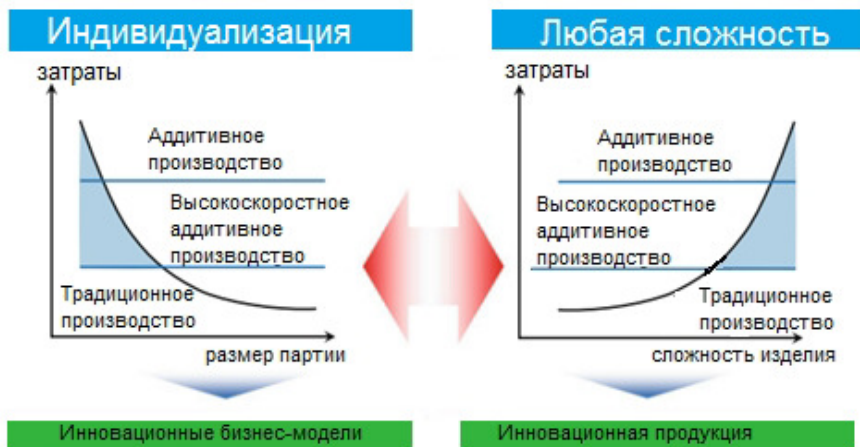 Индивидуализация
затраты
Аддитивное
производство
Высокоскоростное
аддитивное
производство
Традиционное
производство
размер партии
Инновационные бизнес-модели
Любая сложность
затраты
Аддитивное
производство
Высокоскоростное
аддитивное
производство
Традиционное
производство
сложность изделия
Инновационная продукция